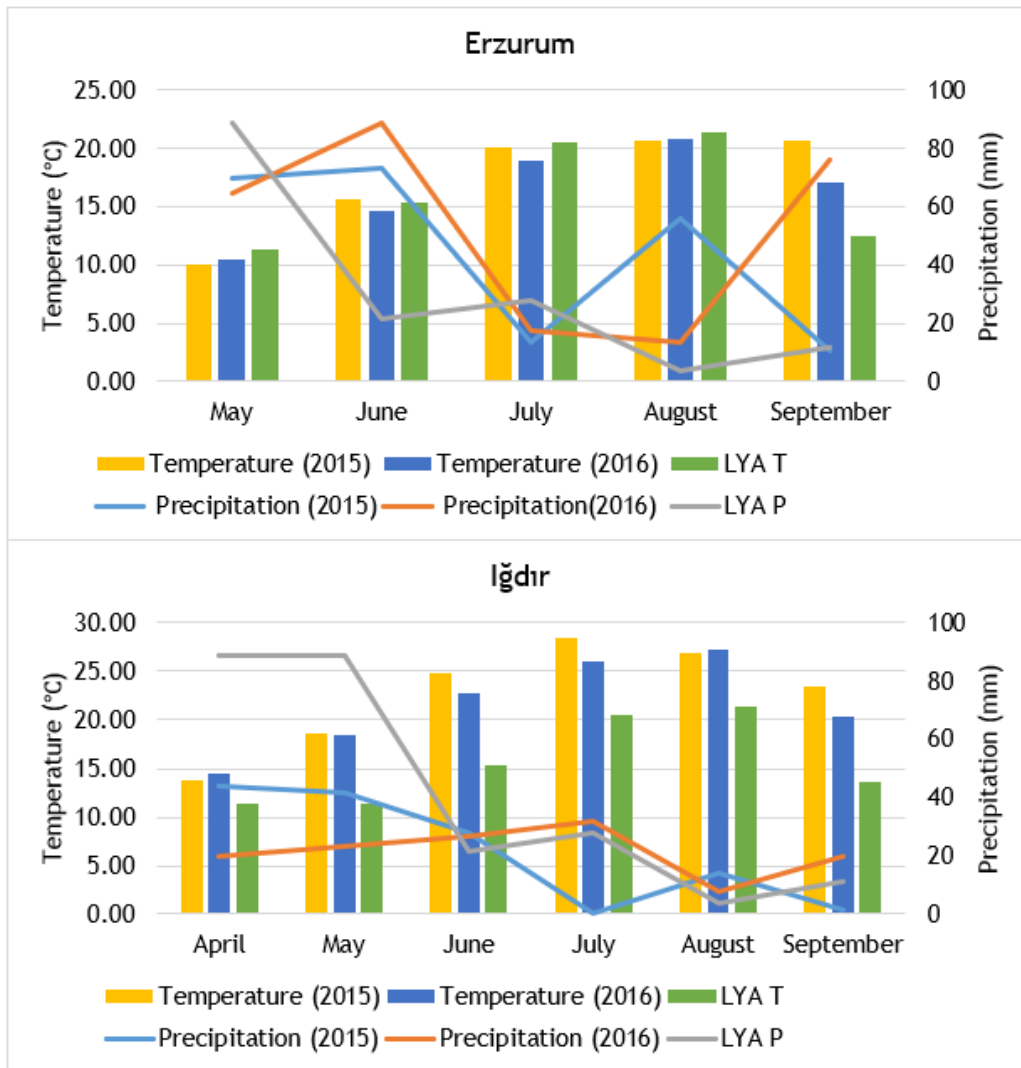 Erzurum
Temperature (°C)
25.00
20.00
15.00
10.00
5.00
0.00
100
80
60
40
20
0
Precipitation (mm)
May June July August September
Temperature (2015) Temperature (2016) LYA T
Precipitation (2015) Precipitation(2016) LYA P
Iğdır
Temperature (°C)
30.00
25.00
20.00
15.00
10.00
5.00
0.00
100
80
60
40
20
0
Precipitation (mm)
April May June July August September
Temperature (2015) Temperature (2016) LYA T
Precipitation (2015) Precipitation (2016) LYA P